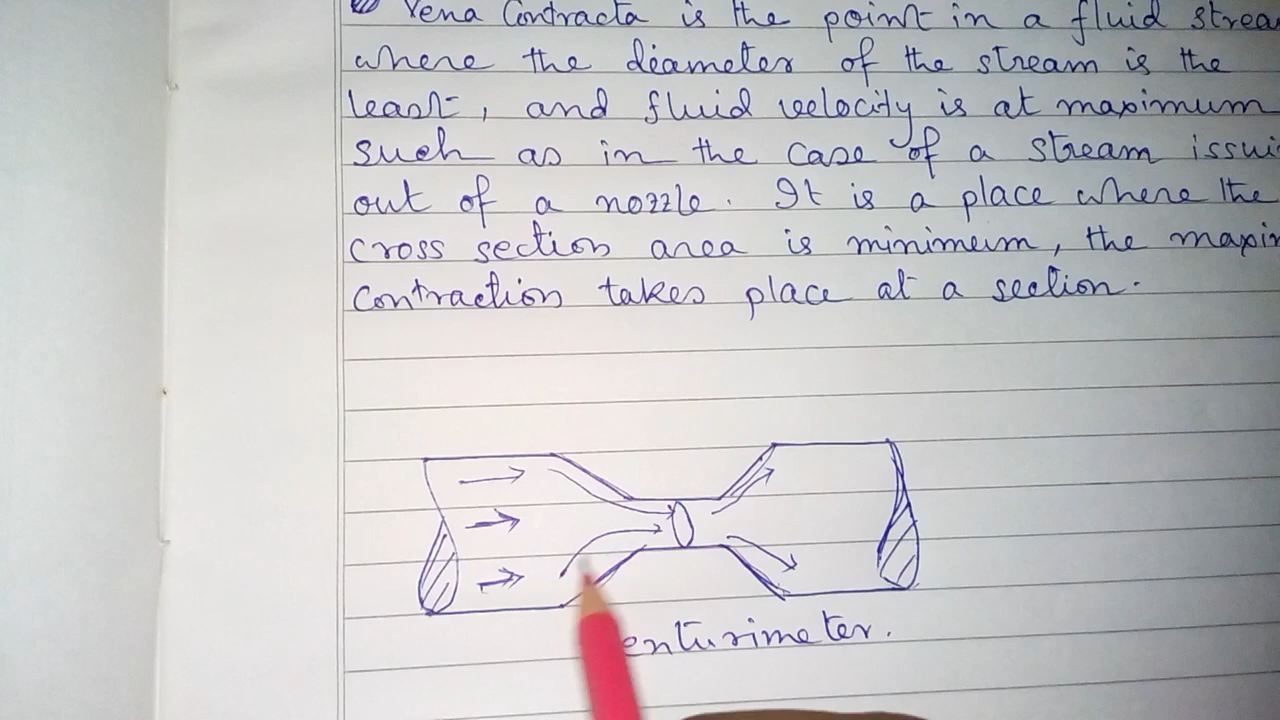 Vena Contracta is the point in a fluid strea
where the diameter of the stream is the
least, and fluid velocity is at maximum
such as in the case of a stream issui
out of a nozzle. It is a place where the
cross section area is minimum, the maxim
contraction takes place at a section.
enturimeter.